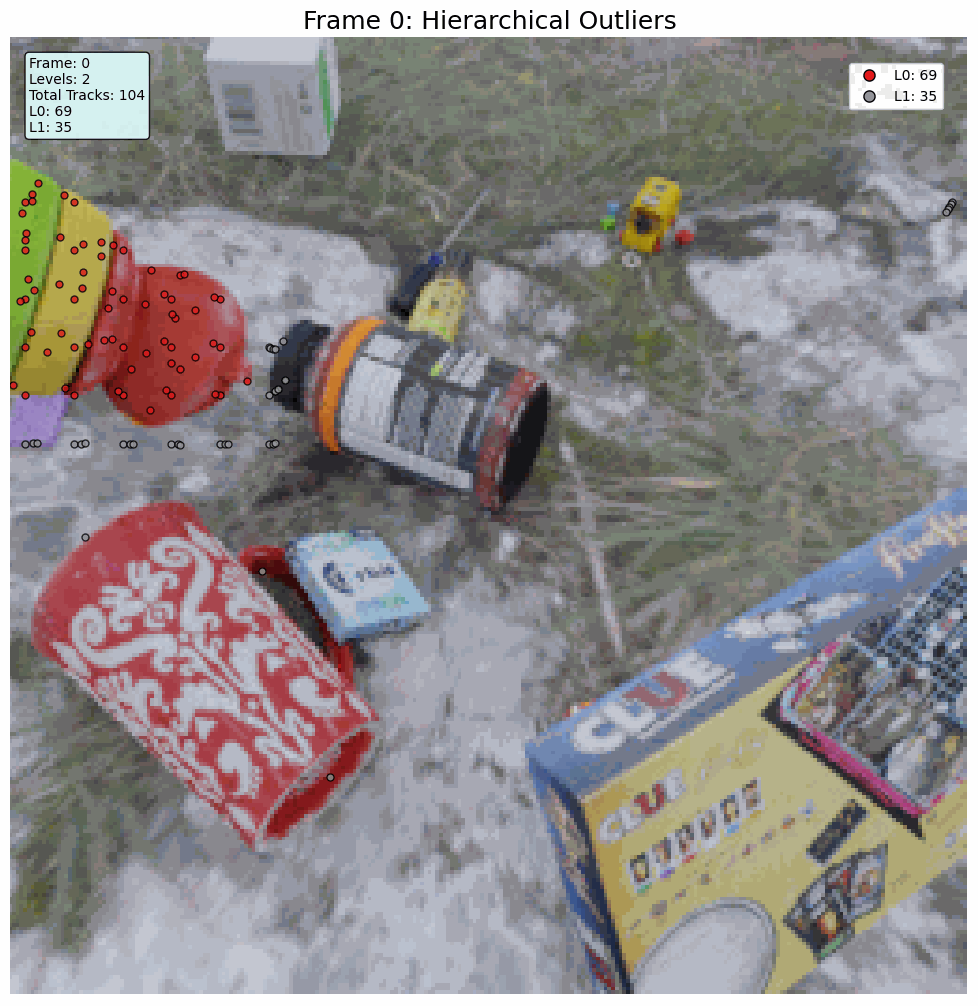 Frame 0: Hierarchical Outliers
Frame: 0
Levels: 2
Total Tracks: 104
L0: 69
L1: 35
L0: 69
L1: 35
CLUE
CLUE